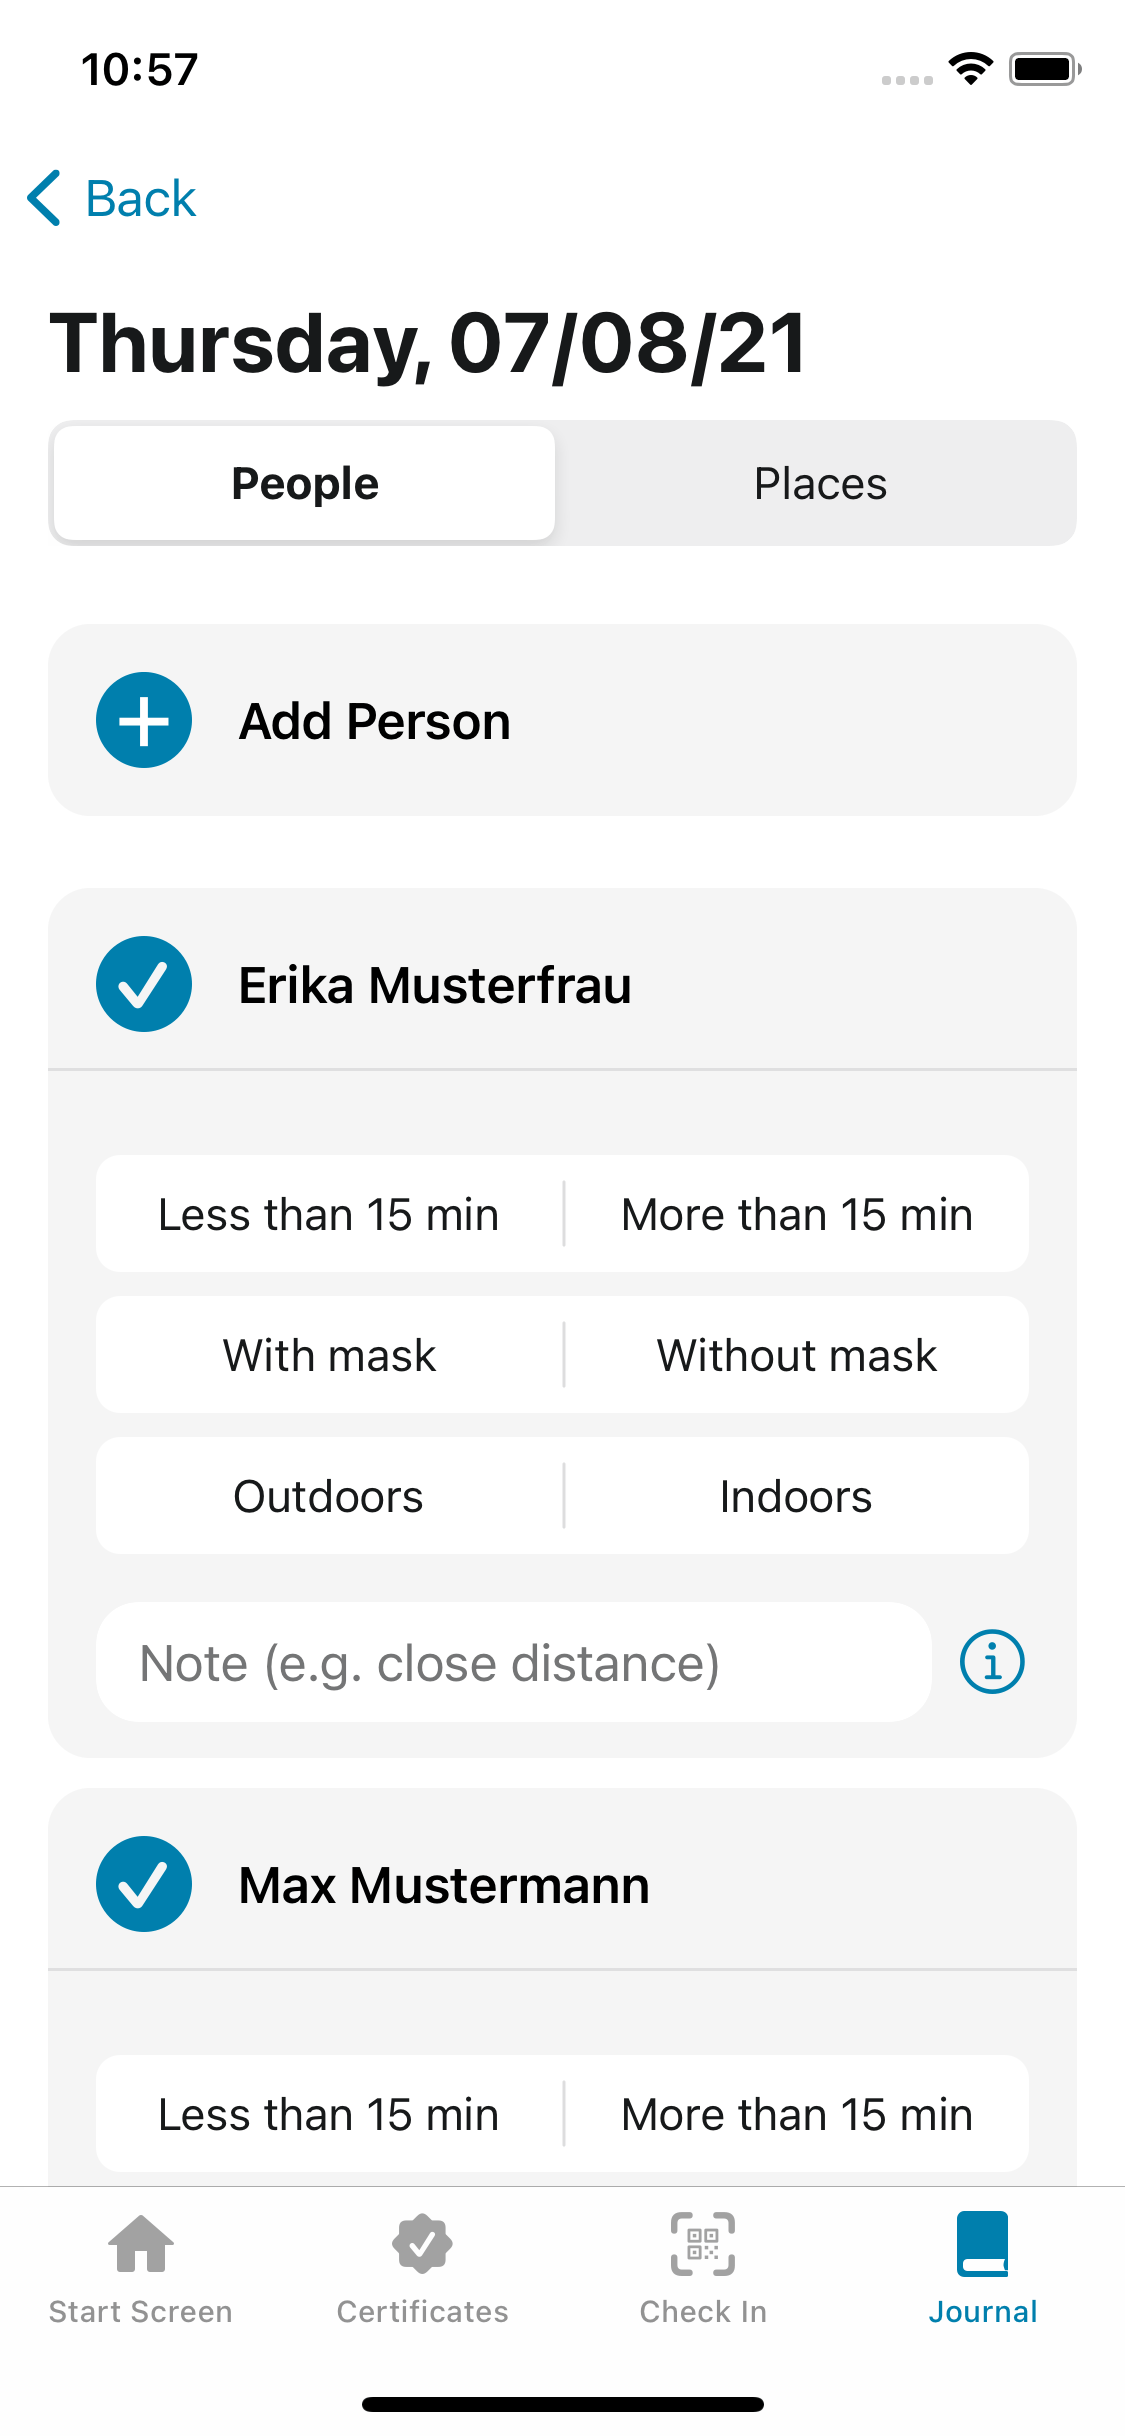 10:57
Back
Thursday, 07/08/21
People Places
Add Person
Erika Musterfrau
Less than 15 min More than 15 min
With mask Without mask
Outdoors Indoors
Note (e.g. close distance)
Max Mustermann
Less than 15 min More than 15 min
Start Screen Certificates Check In Journal